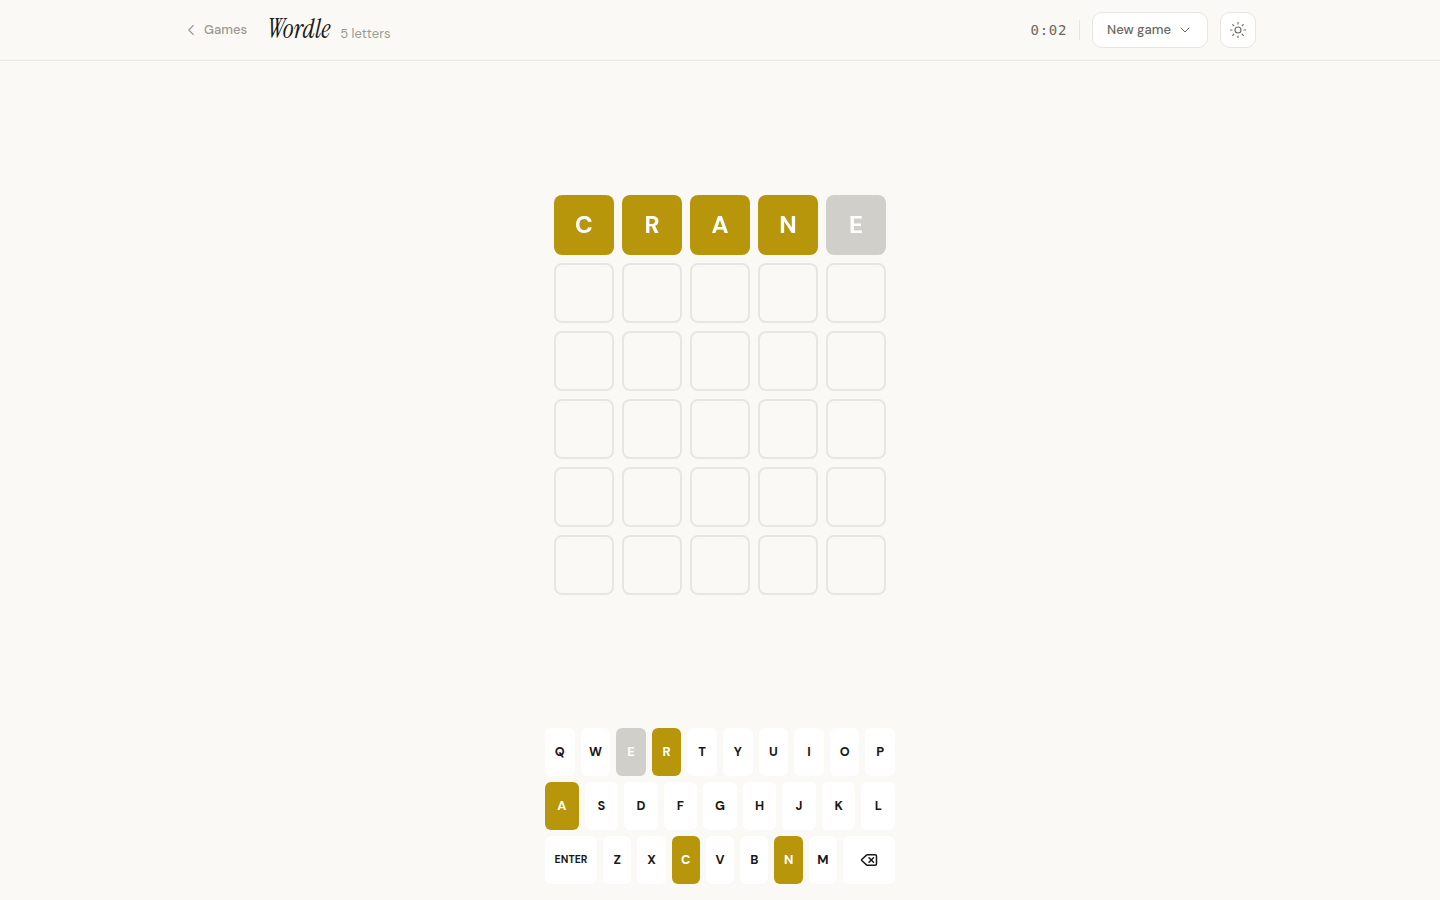 Games
Wordle 5 letters
0:02
New game
C R A N E
Q W E R T Y U I O P
A S D F G H J K L
ENTER Z X C V B N M